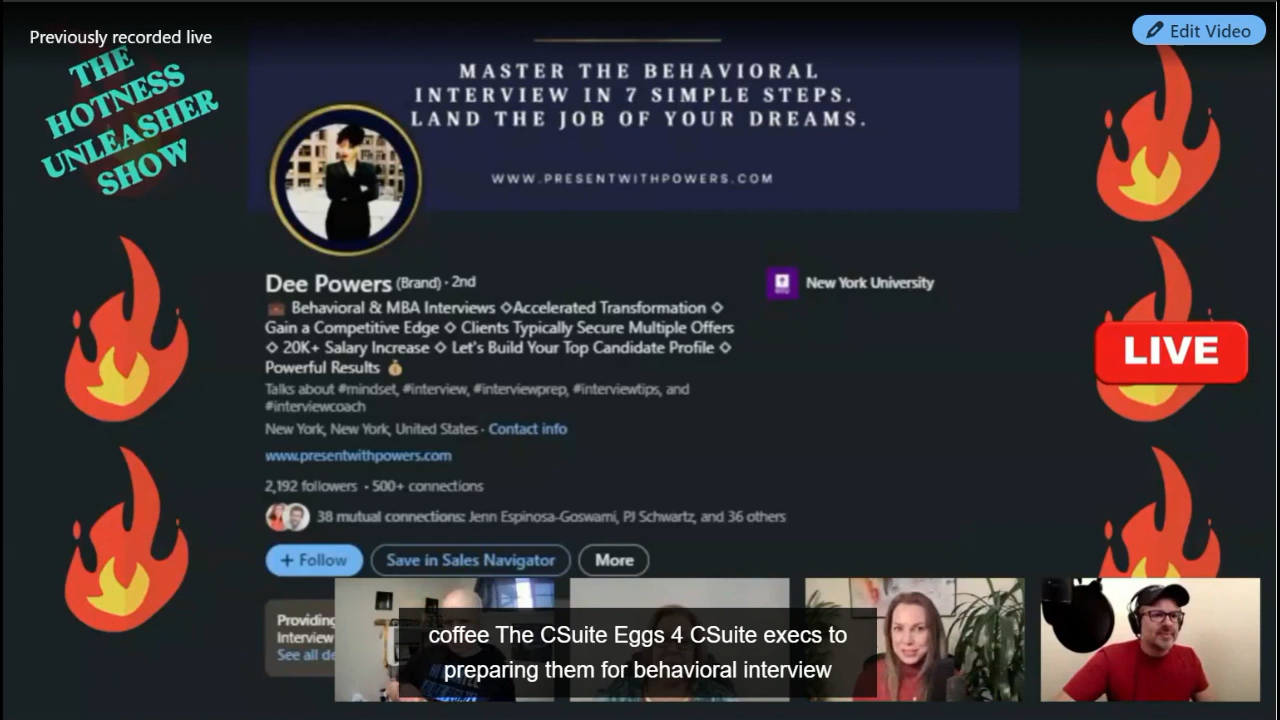 Previously recorded live
Edit Video
THE
HOTNESS
UNLEASHER
SHOW
MASTER THE BEHAVIORAL
INTERVIEW IN 7 SIMPLE STEPS.
LAND THE JOB OF YOUR DREAMS.
WWW.PRESENTWITHPOWERS.COM
Dee Powers (Brand) · 2nd
New York University
💼 Behavioral & MBA Interviews ◇Accelerated Transformation ◇
Gain a Competitive Edge ◇ Clients Typically Secure Multiple Offers
◇ 20K+ Salary Increase ◇ Let's Build Your Top Candidate Profile ◇
Powerful Results 💰
LIVE
Talks about #mindset, #interview, #interviewprep, #interviewtips, and
#interviewcoach
New York, New York, United States · Contact info
www.presentwithpowers.com
2,192 followers · 500+ connections
38 mutual connections: Jenn Espinosa-Goswami, PJ Schwartz, and 36 others
+ Follow
Save in Sales Navigator
More
Providing
Interview
See all de
coffee The CSuite Eggs 4 CSuite execs to
preparing them for behavioral interview